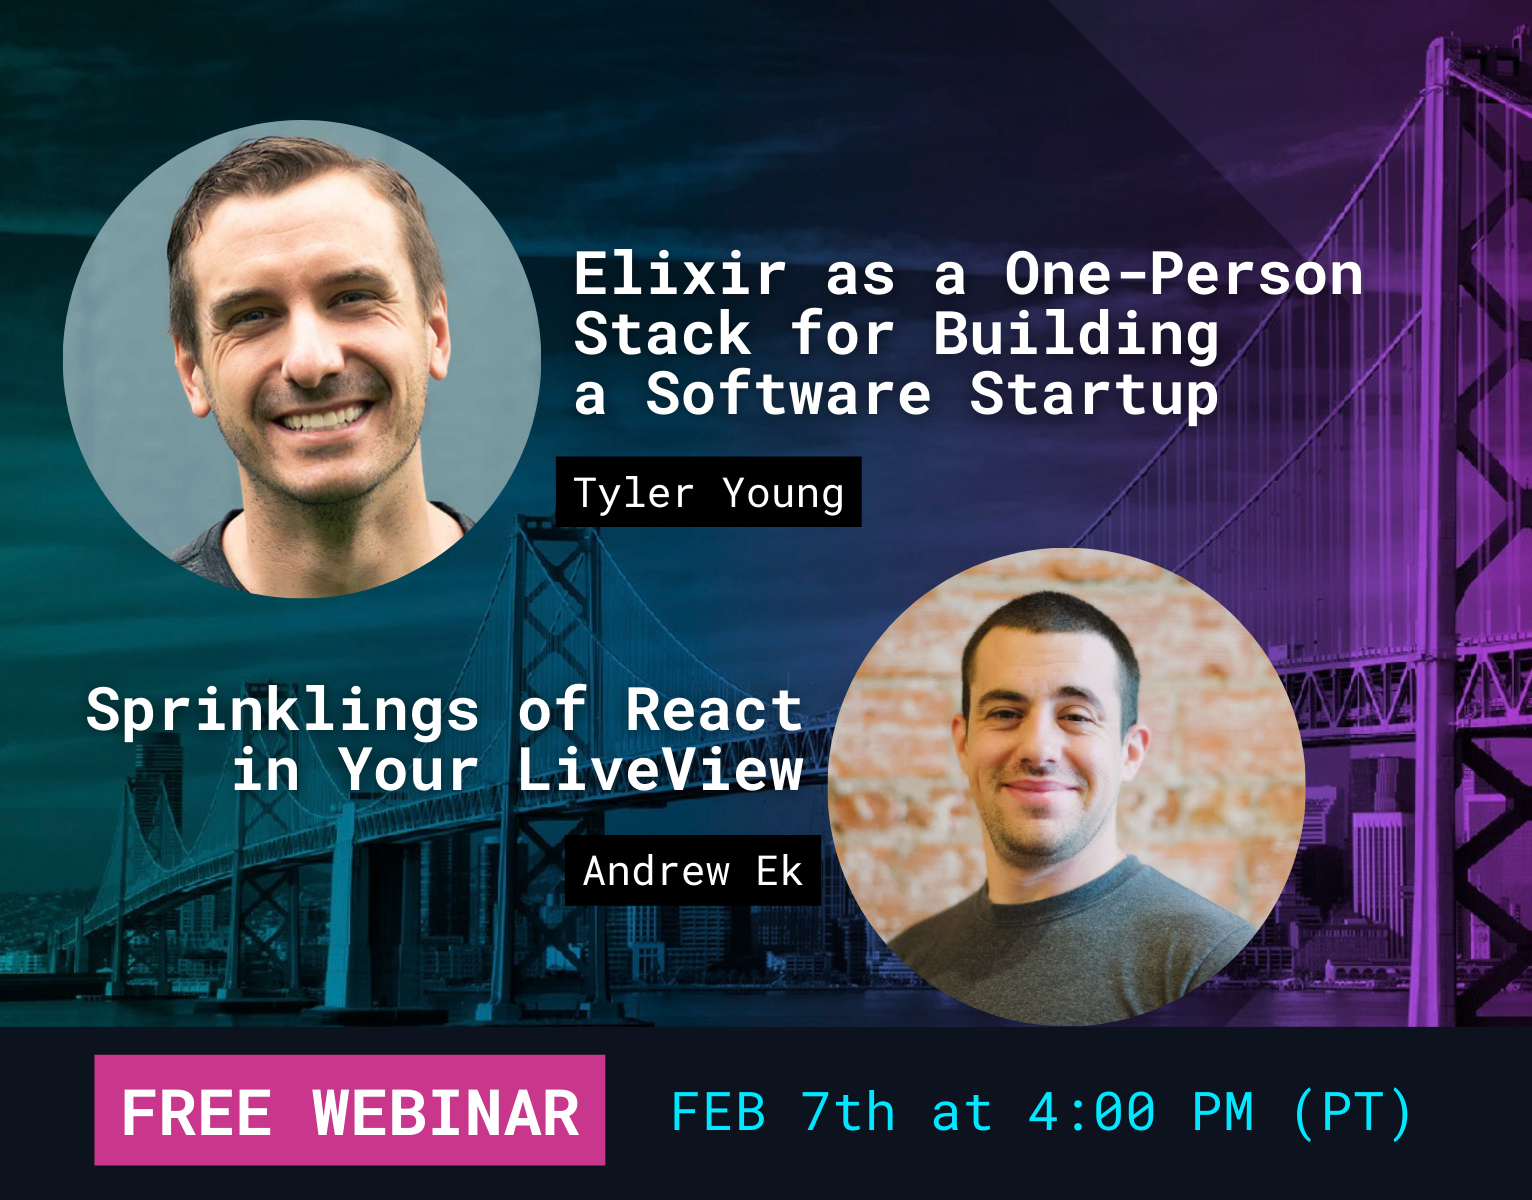 Elixir as a One-Person
Stack for Building
a Software Startup
Tyler Young
Sprinklings of React
in Your LiveView
Andrew Ek
FREE WEBINAR
FEB 7th at 4:00 PM (PT)